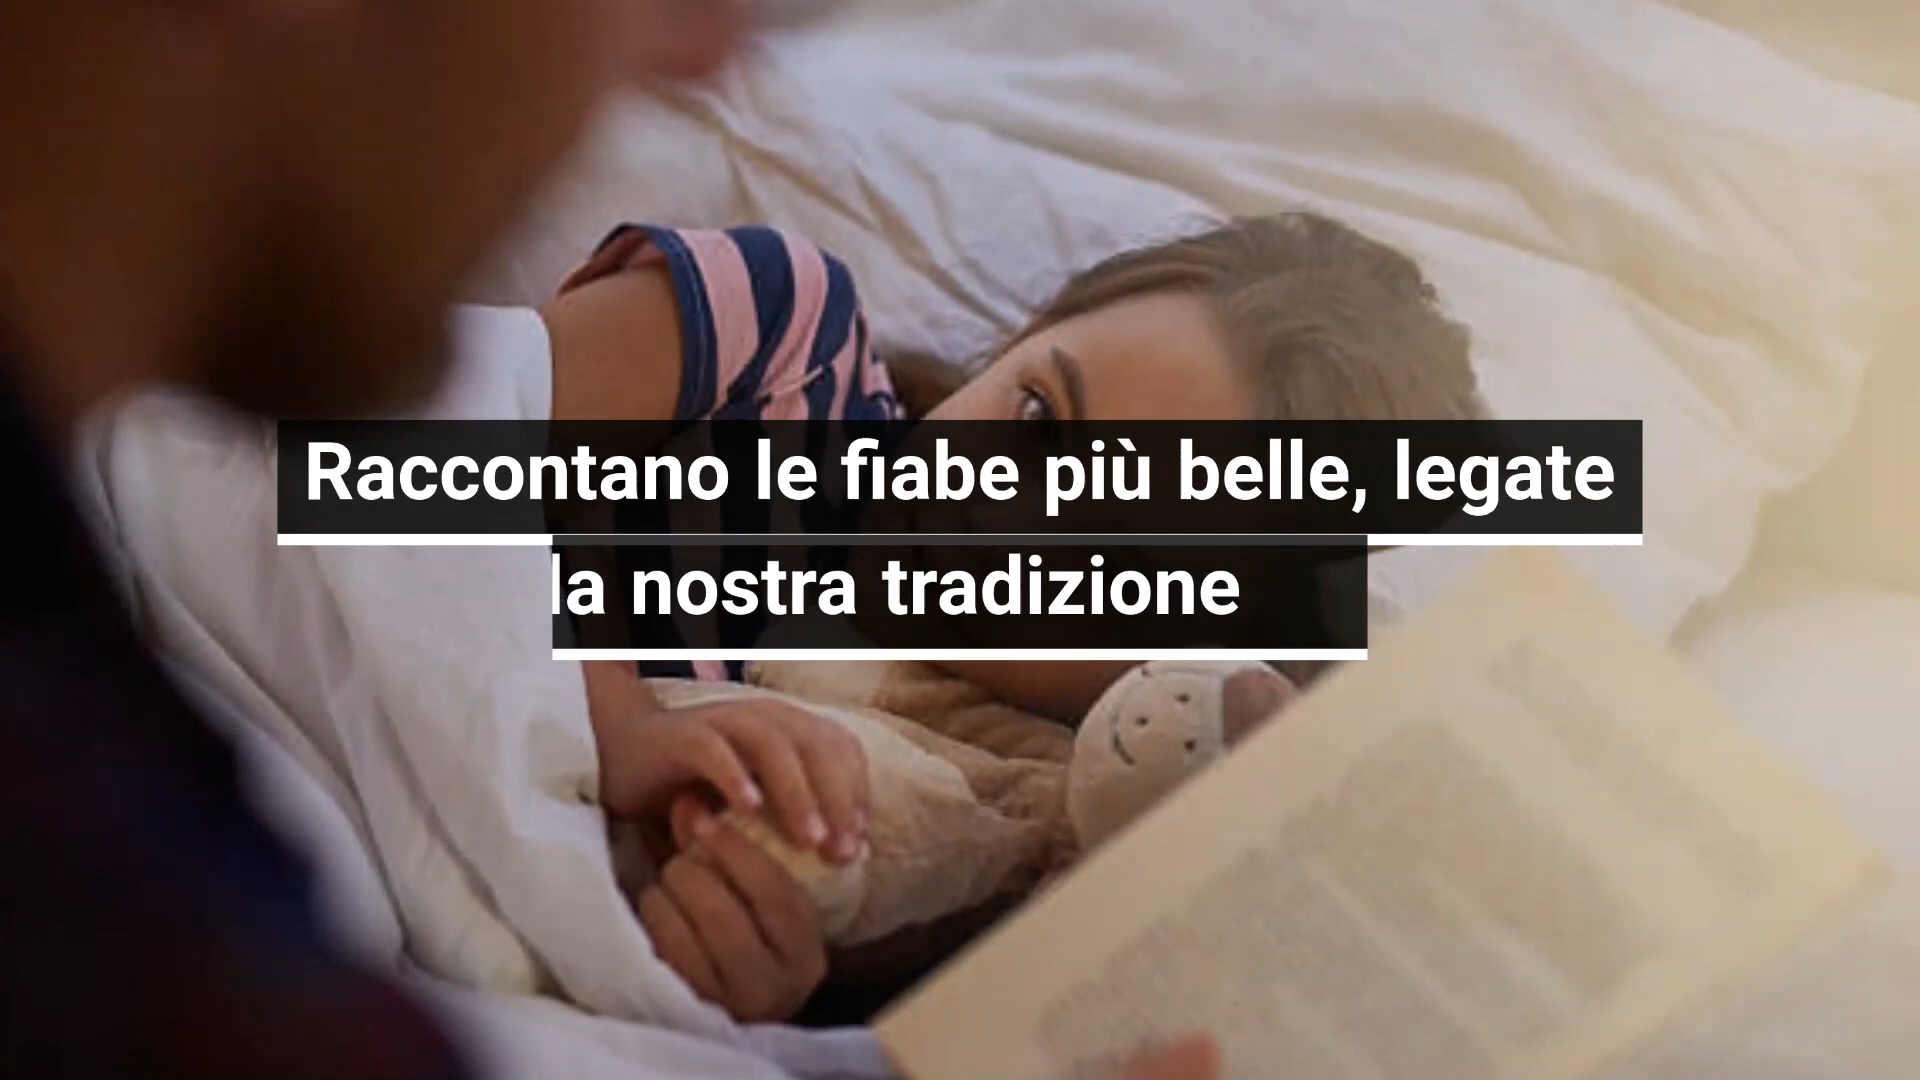 Raccontano le fiabe più belle, legate
la nostra tradizione